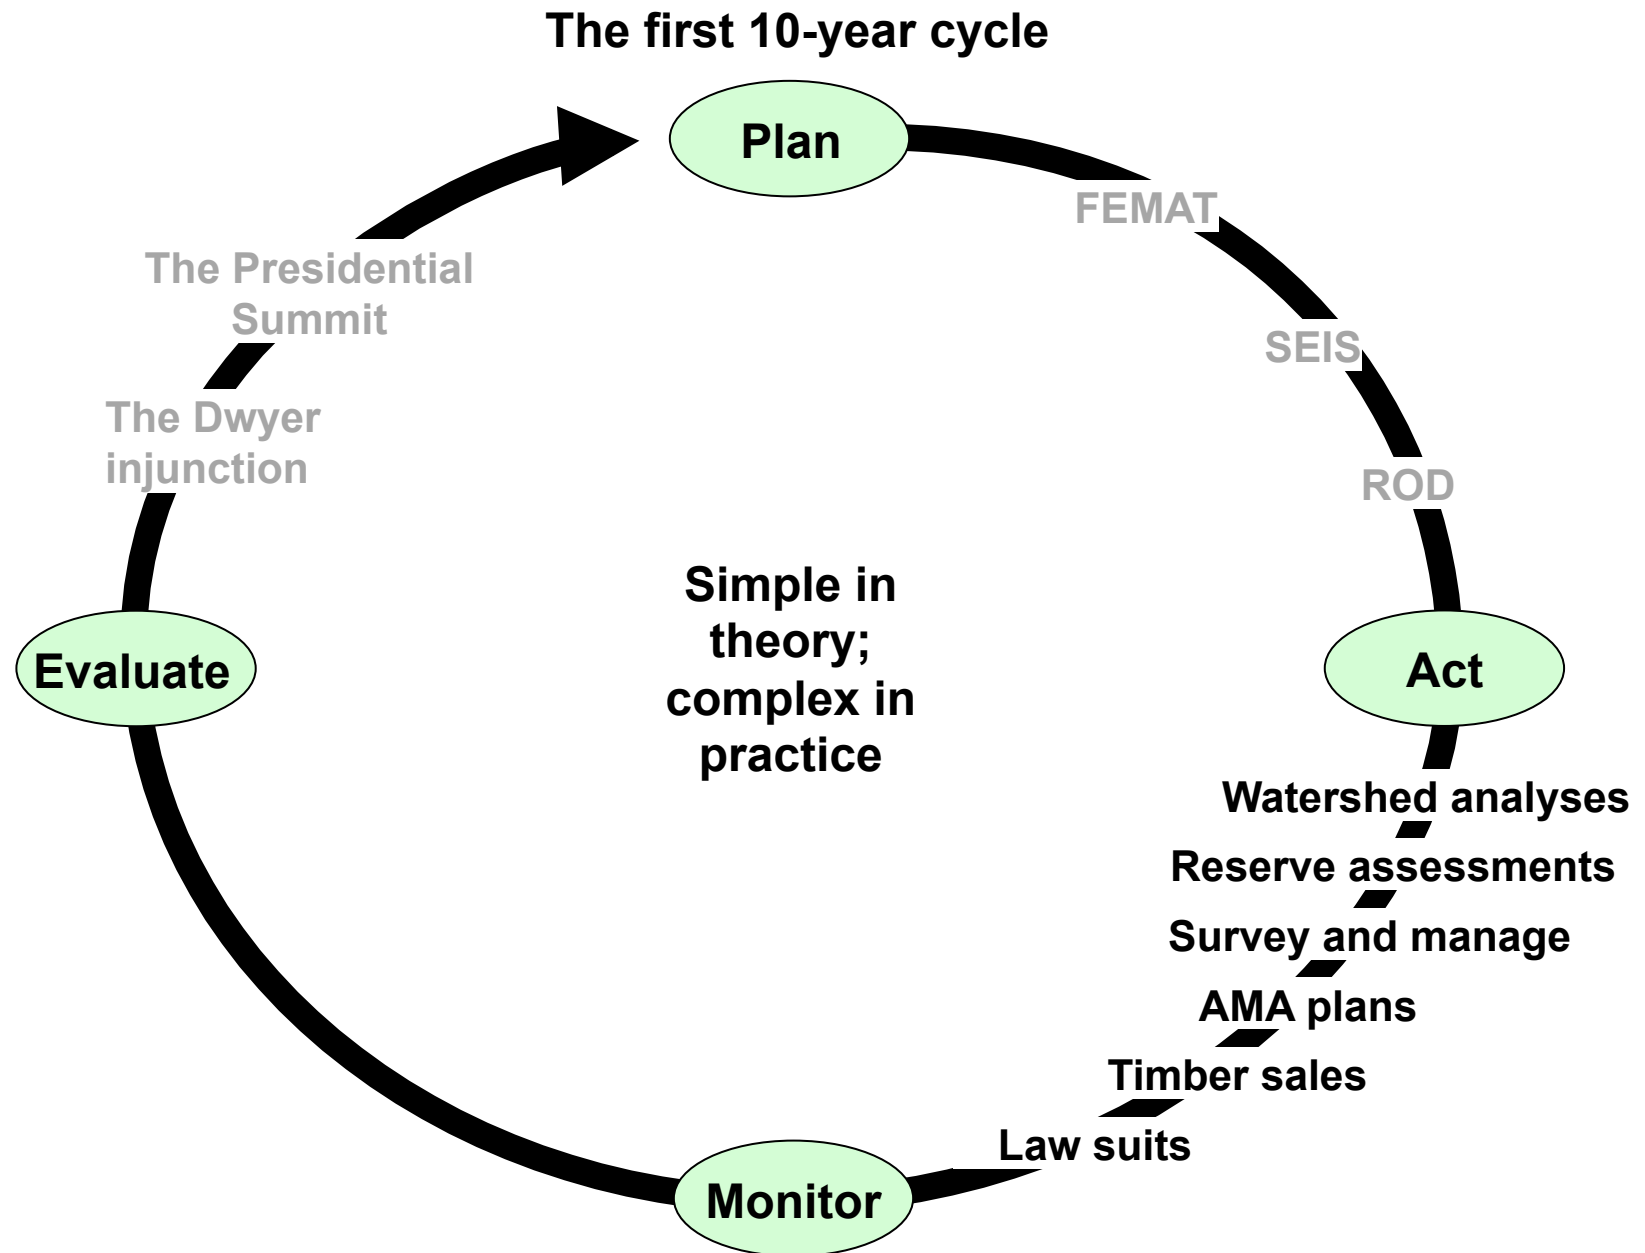 The first 10-year cycle
Plan
FEMAT
The Presidential
Summit
SEIS
The Dwyer
injunction
ROD
Simple in
theory;
complex in
practice
Evaluate
Act
Watershed analyses
Reserve assessments
Survey and manage
AMA plans
Timber sales
Law suits
Monitor